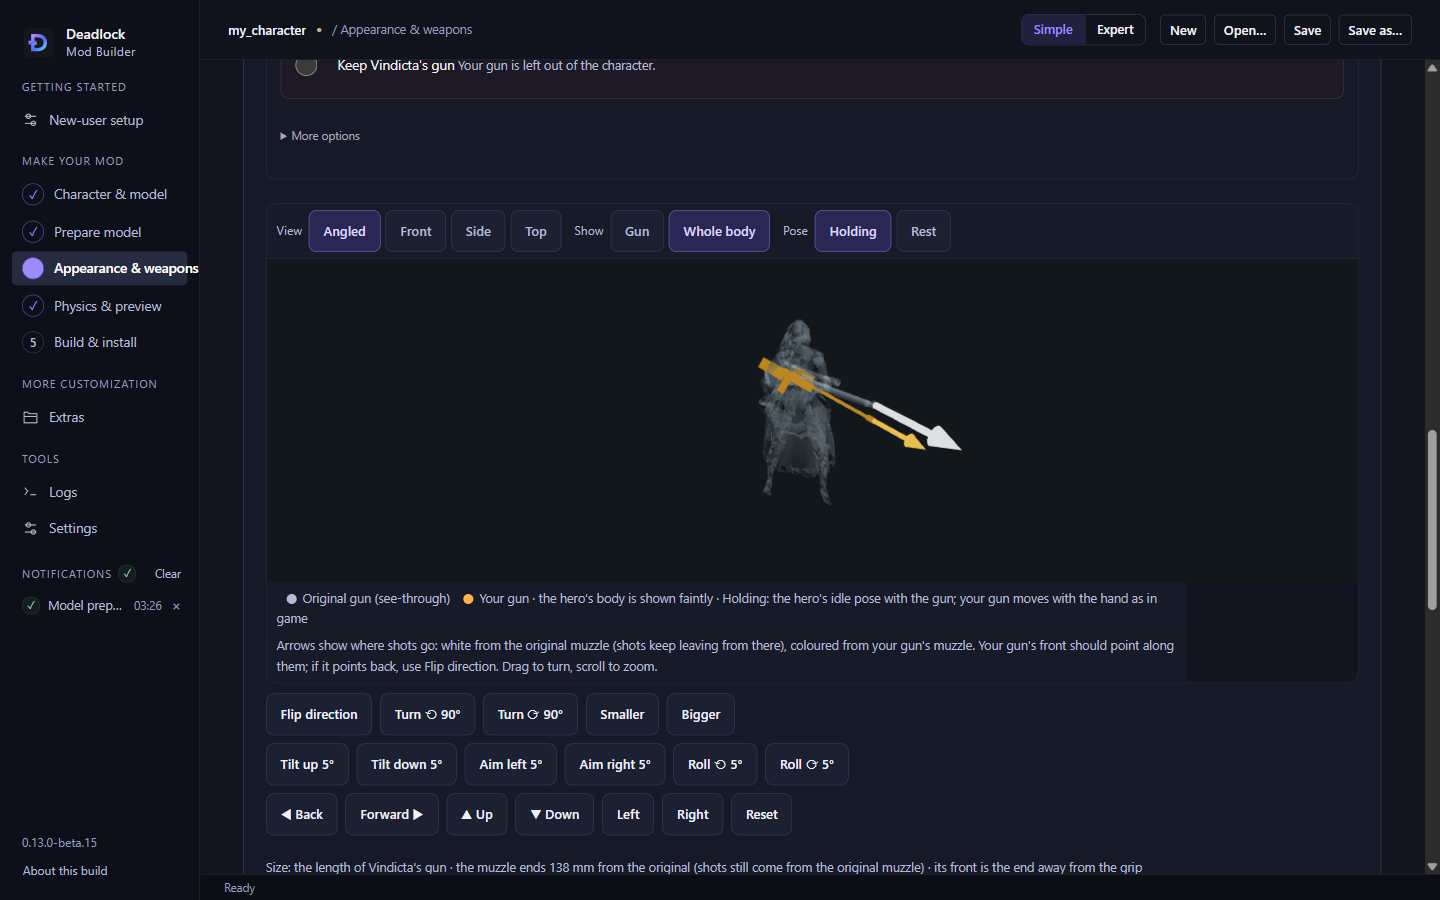 Deadlock
Mod Builder
my_character / Appearance & weapons
Simple Expert New Open... Save Save as...
GETTING STARTED
New-user setup
MAKE YOUR MOD
Character & model
Prepare model
Appearance & weapons
Physics & preview
5 Build & install
MORE CUSTOMIZATION
Extras
TOOLS
Logs
Settings
NOTIFICATIONS Clear
Model prep... 03:26 ×
0.13.0-beta.15
About this build
Keep Vindicta's gun Your gun is left out of the character.
More options
View Angled Front Side Top Show Gun Whole body Pose Holding Rest
Original gun (see-through) Your gun · the hero's body is shown faintly · Holding: the hero's idle pose with the gun; your gun moves with the hand as in
game
Arrows show where shots go: white from the original muzzle (shots keep leaving from there), coloured from your gun's muzzle. Your gun's front should point along
them; if it points back, use Flip direction. Drag to turn, scroll to zoom.
Flip direction Turn ⟲ 90° Turn ⟳ 90° Smaller Bigger
Tilt up 5° Tilt down 5° Aim left 5° Aim right 5° Roll ⟲ 5° Roll ⟳ 5°
◀ Back Forward ▶ ▲ Up ▼ Down Left Right Reset
Size: the length of Vindicta's gun · the muzzle ends 138 mm from the original (shots still come from the original muzzle) · its front is the end away from the grip
Ready